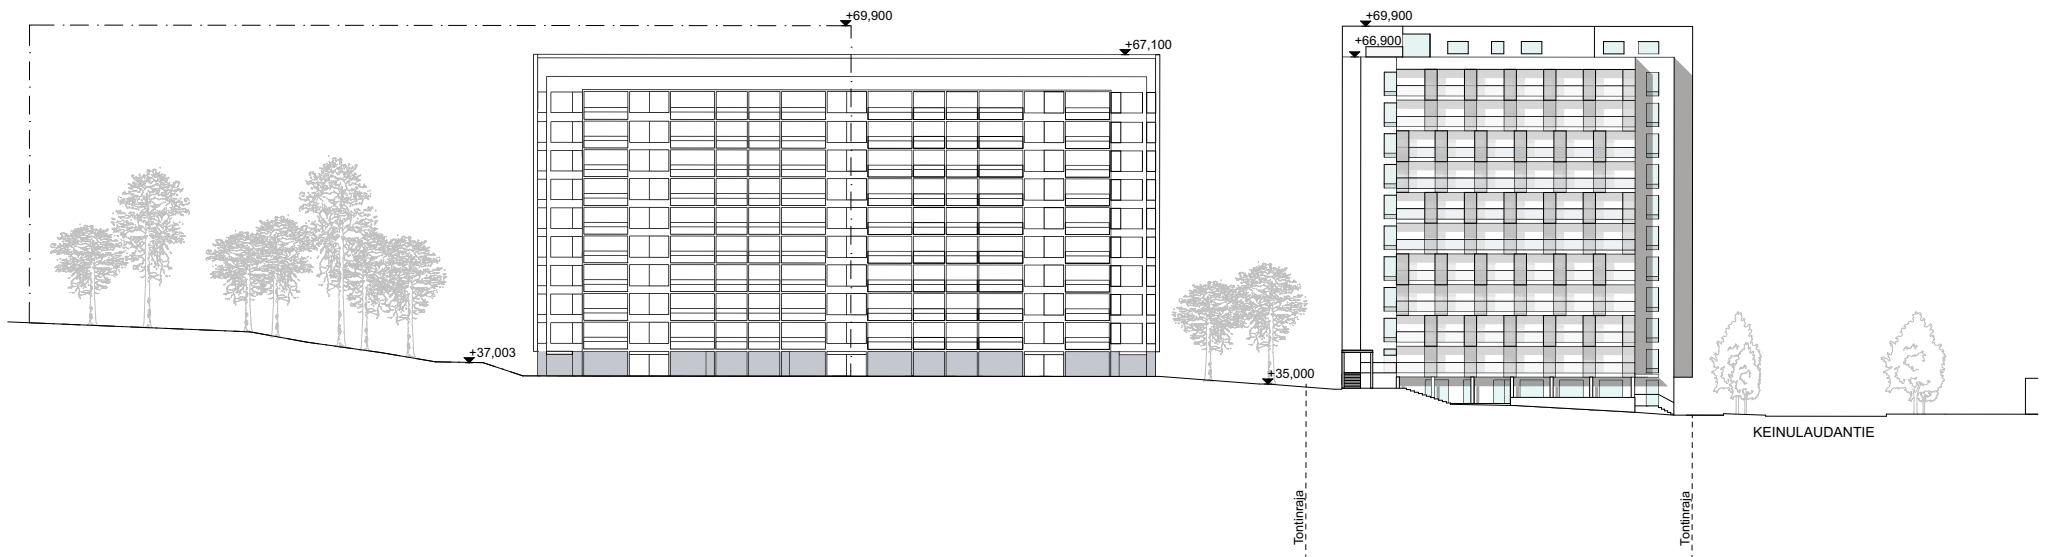 +69,900
+69,900
+66,900
+67,100
+37,003
+35,000
KEINULAUDANTIE
Tontinraja
Tontinraja